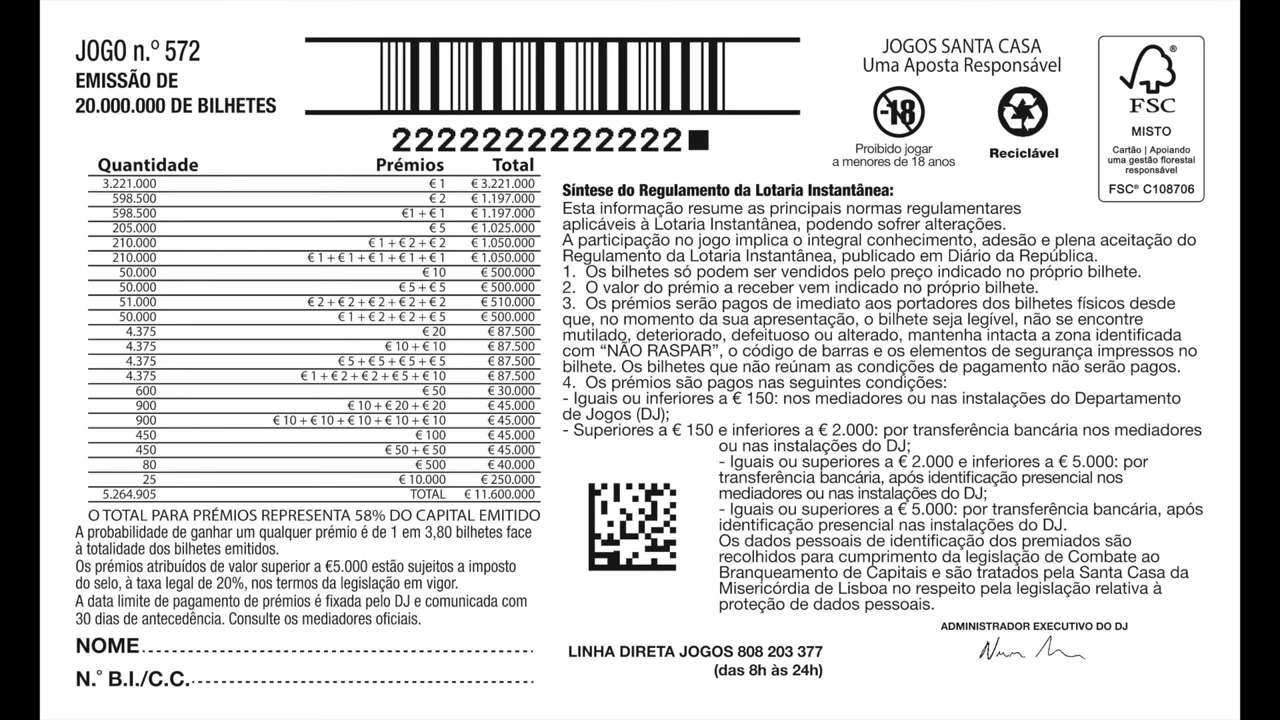 JOGO n.º 572
EMISSÃO DE
20.000.000 DE BILHETES
2222222222222
JOGOS SANTA CASA
Uma Aposta Responsável
-18
Proibido jogar
a menores de 18 anos
Reciclável
®
FSC
MISTO
Cartão | Apoiando
uma gestão florestal
responsável
FSC® C108706
Quantidade Prémios Total
3.221.000 € 1 € 3.221.000
598.500 € 2 € 1.197.000
598.500 €1 + € 1 € 1.197.000
205.000 € 5 € 1.025.000
210.000 € 1 + € 2 + € 2 € 1.050.000
210.000 € 1 + € 1 + € 1 + € 1 + € 1 € 1.050.000
50.000 € 10 € 500.000
50.000 € 5 + € 5 € 500.000
51.000 € 2 + € 2 + € 2 + € 2 + € 2 € 510.000
50.000 € 1 + € 2 + € 2 + € 5 € 500.000
4.375 € 20 € 87.500
4.375 € 10 + € 10 € 87.500
4.375 € 5 + € 5 + € 5 + € 5 € 87.500
4.375 € 1 + € 2 + € 2 + € 5 + € 10 € 87.500
600 € 50 € 30.000
900 € 10 + € 20 + € 20 € 45.000
900 € 10 + € 10 + € 10 + € 10 + € 10 € 45.000
450 € 100 € 45.000
450 € 50 + € 50 € 45.000
80 € 500 € 40.000
25 € 10.000 € 250.000
5.264.905 TOTAL € 11.600.000
O TOTAL PARA PRÉMIOS REPRESENTA 58% DO CAPITAL EMITIDO
A probabilidade de ganhar um qualquer prémio é de 1 em 3,80 bilhetes face
à totalidade dos bilhetes emitidos.
Os prémios atribuídos de valor superior a €5.000 estão sujeitos a imposto
do selo, à taxa legal de 20%, nos termos da legislação em vigor.
A data limite de pagamento de prémios é fixada pelo DJ e comunicada com
30 dias de antecedência. Consulte os mediadores oficiais.
NOME
N.º B.I./C.C.
Síntese do Regulamento da Lotaria Instantânea:
Esta informação resume as principais normas regulamentares
aplicáveis à Lotaria Instantânea, podendo sofrer alterações.
A participação no jogo implica o integral conhecimento, adesão e plena aceitação do
Regulamento da Lotaria Instantânea, publicado em Diário da República.
1. Os bilhetes só podem ser vendidos pelo preço indicado no próprio bilhete.
2. O valor do prémio a receber vem indicado no próprio bilhete.
3. Os prémios serão pagos de imediato aos portadores dos bilhetes físicos desde
que, no momento da sua apresentação, o bilhete seja legível, não se encontre
mutilado, deteriorado, defeituoso ou alterado, mantenha intacta a zona identificada
com “NÃO RASPAR”, o código de barras e os elementos de segurança impressos no
bilhete. Os bilhetes que não reúnam as condições de pagamento não serão pagos.
4. Os prémios são pagos nas seguintes condições:
- Iguais ou inferiores a € 150: nos mediadores ou nas instalações do Departamento
de Jogos (DJ);
- Superiores a € 150 e inferiores a € 2.000: por transferência bancária nos mediadores
ou nas instalações do DJ;
- Iguais ou superiores a € 2.000 e inferiores a € 5.000: por
transferência bancária, após identificação presencial nos
mediadores ou nas instalações do DJ;
- Iguais ou superiores a € 5.000: por transferência bancária, após
identificação presencial nas instalações do DJ.
Os dados pessoais de identificação dos premiados são
recolhidos para cumprimento da legislação de Combate ao
Branqueamento de Capitais e são tratados pela Santa Casa da
Misericórdia de Lisboa no respeito pela legislação relativa à
proteção de dados pessoais.
ADMINISTRADOR EXECUTIVO DO DJ
LINHA DIRETA JOGOS 808 203 377
(das 8h às 24h)